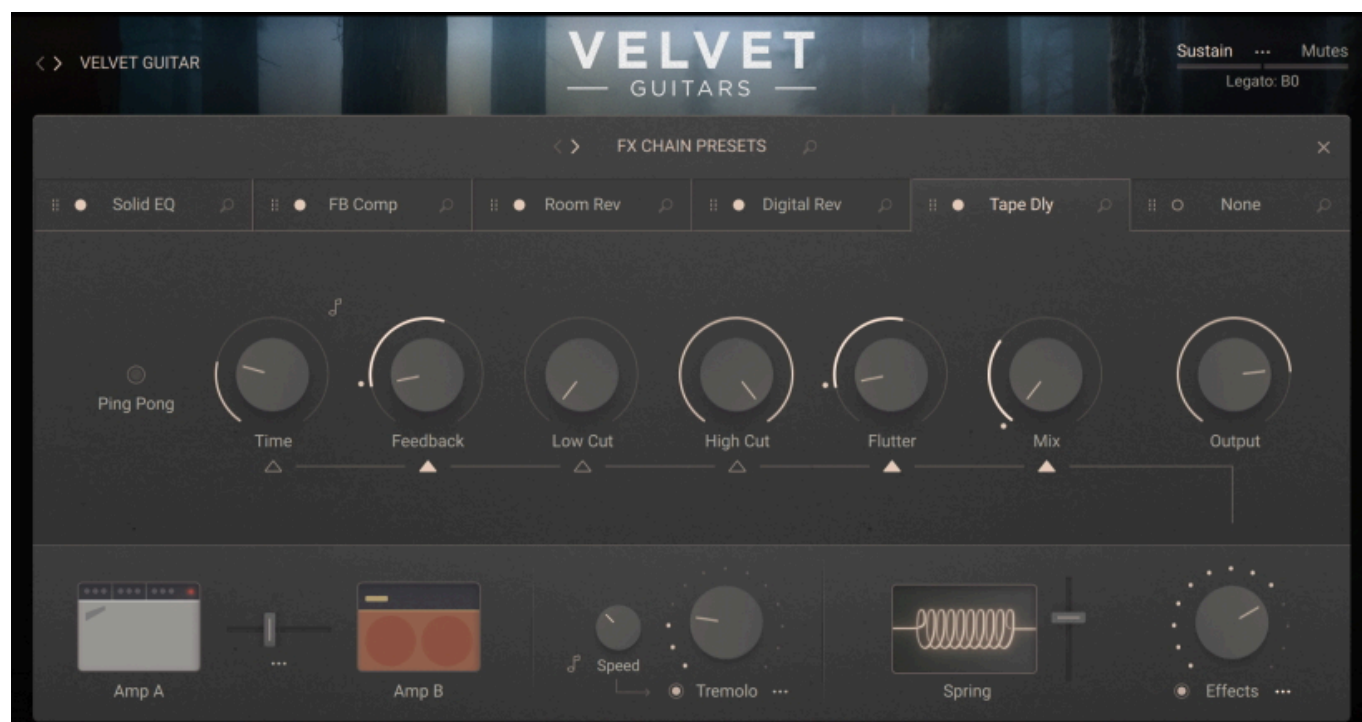 VELVET GUITAR
VELVET
GUITARS
Sustain ... Mutes
Legato: B0
FX CHAIN PRESETS
Solid EQ
FB Comp
Room Rev
Digital Rev
Tape Dly
None
Ping Pong
Time
Feedback
Low Cut
High Cut
Flutter
Mix
Output
Amp A
Amp B
Speed
Tremolo
Spring
Effects